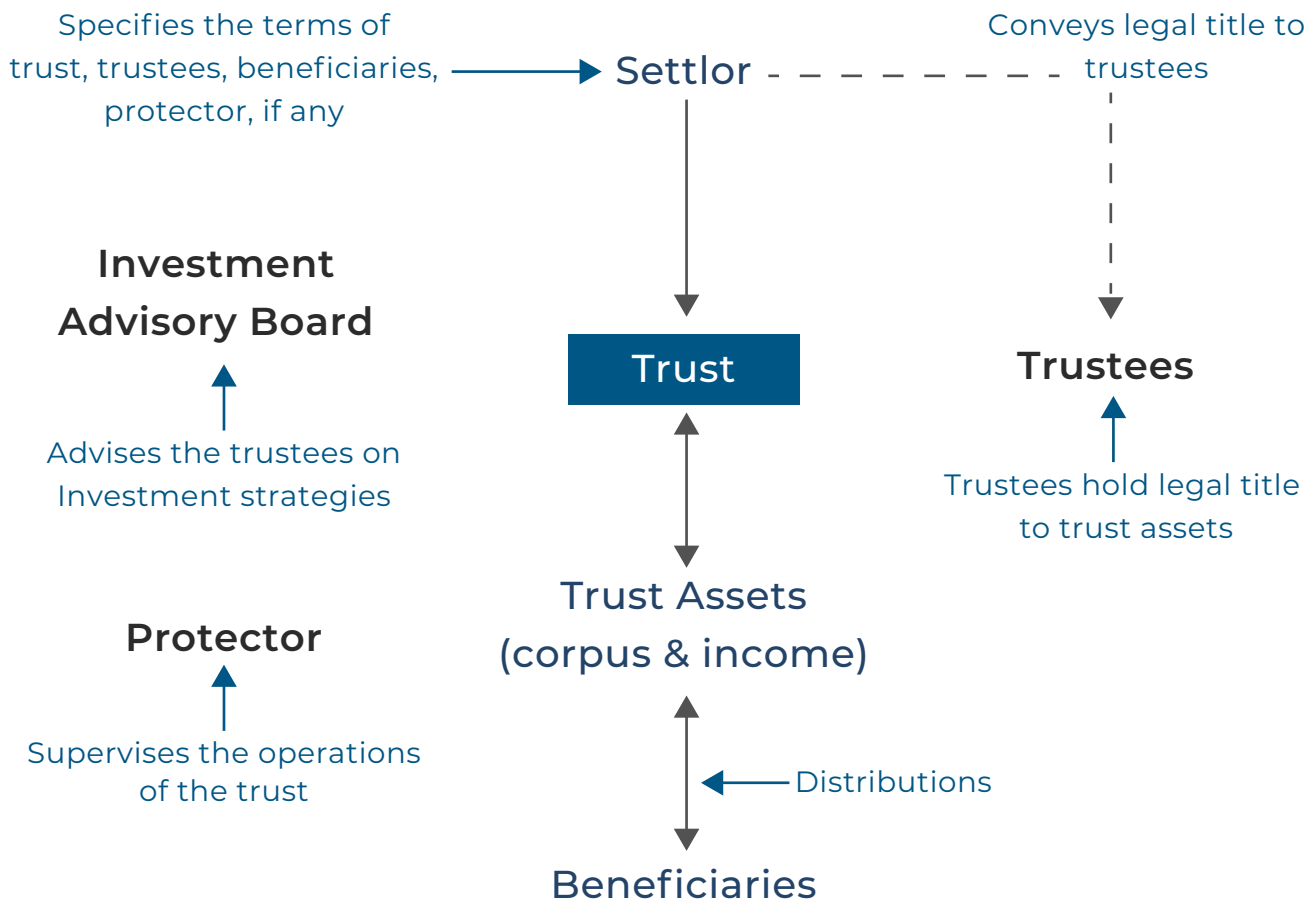 Specifies the terms of
trust, trustees, beneficiaries,
protector, if any
Settlor
Conveys legal title to
trustees
Investment
Advisory Board
Advises the trustees on
Investment strategies
Trust
Trustees
Trustees hold legal title
to trust assets
Trust Assets
(corpus & income)
Protector
Supervises the operations
of the trust
Distributions
Beneficiaries